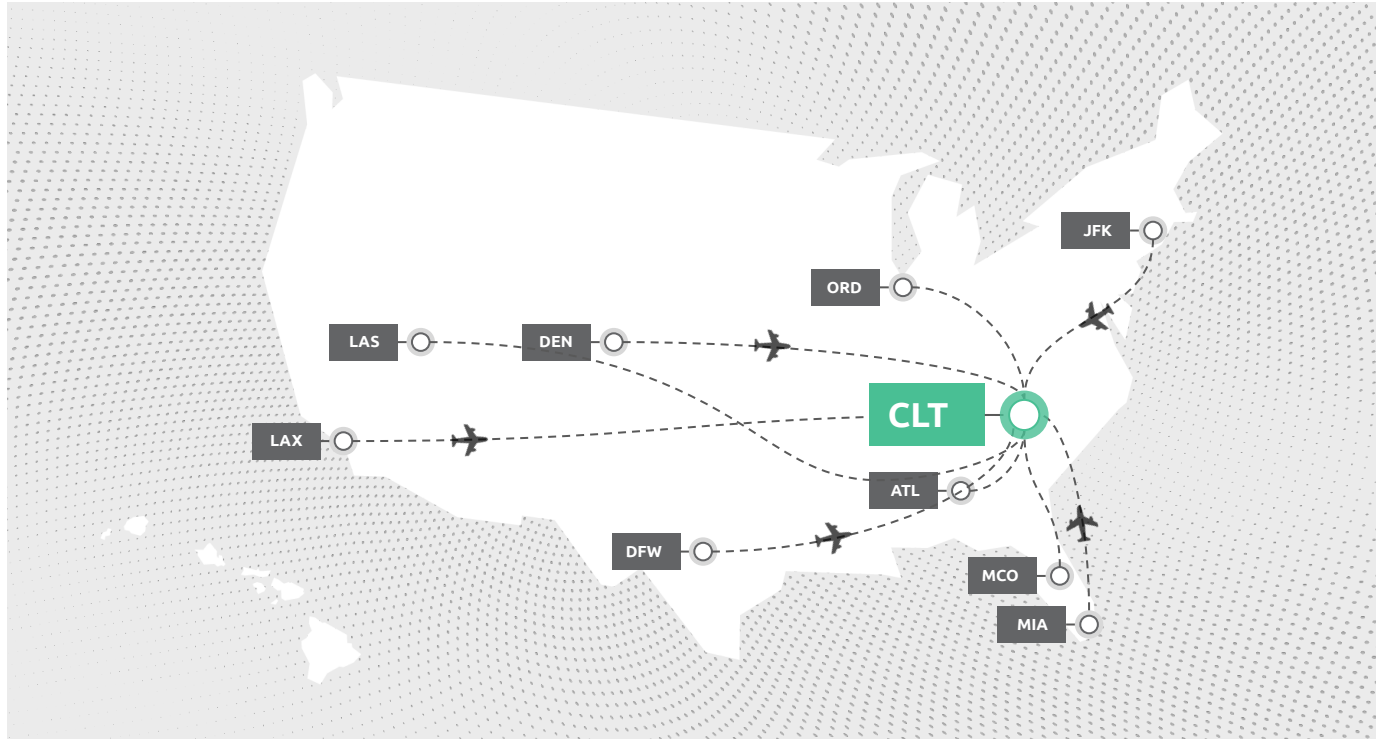 JFK
ORD
LAS
DEN
CLT
LAX
ATL
DFW
MCO
MIA